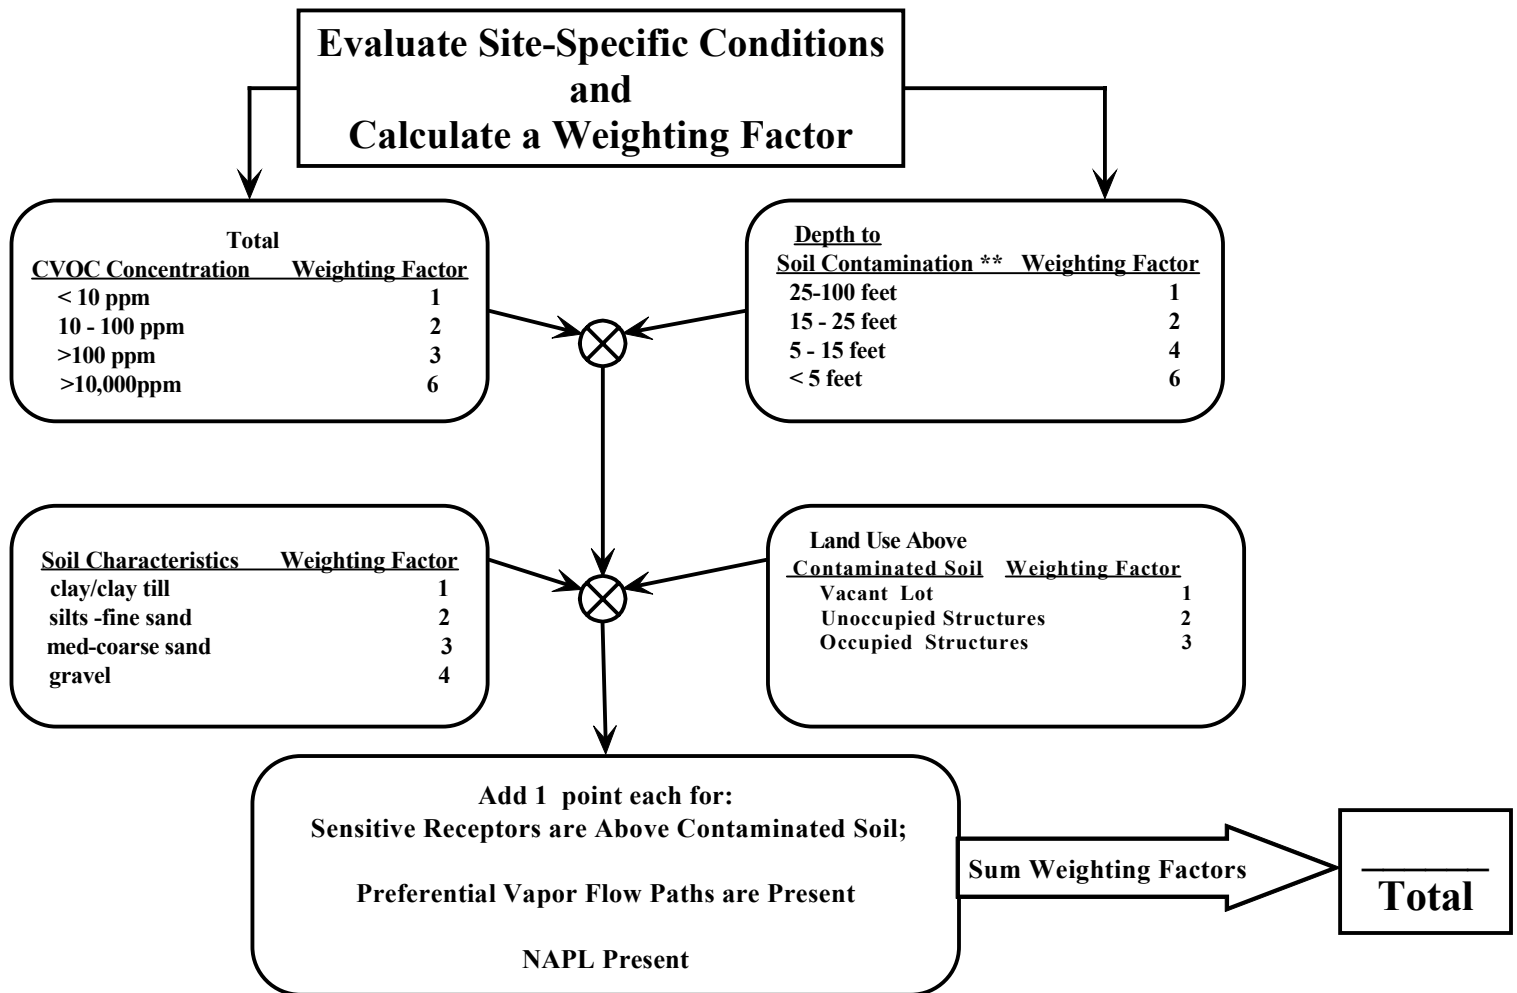 Evaluate Site-Specific Conditions
and
Calculate a Weighting Factor
Total
CVOC Concentration Weighting Factor
< 10 ppm 1
10 - 100 ppm 2
>100 ppm 3
>10,000ppm 6
Depth to
Soil Contamination ** Weighting Factor
25-100 feet 1
15 - 25 feet 2
5 - 15 feet 4
< 5 feet 6
Soil Characteristics Weighting Factor
clay/clay till 1
silts -fine sand 2
med-coarse sand 3
gravel 4
Land Use Above
Contaminated Soil Weighting Factor
Vacant Lot 1
Unoccupied Structures 2
Occupied Structures 3
Add 1 point each for:
Sensitive Receptors are Above Contaminated Soil;
Preferential Vapor Flow Paths are Present
NAPL Present
Sum Weighting Factors
______
Total